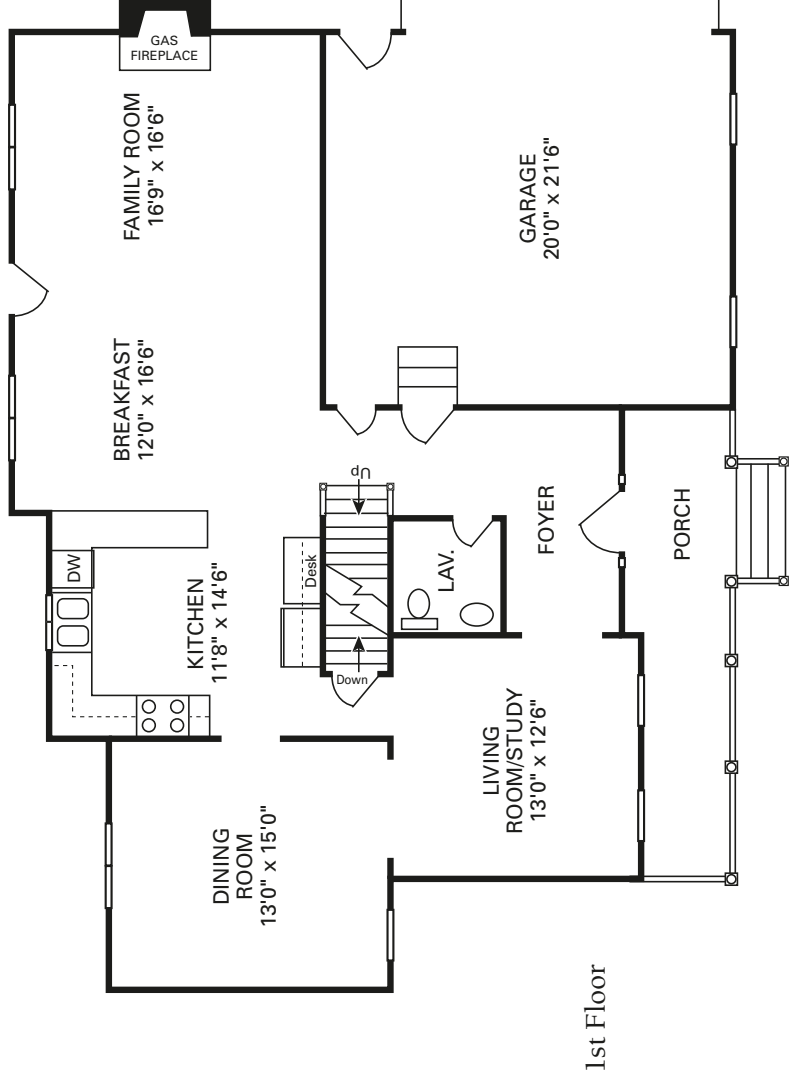 GAS
FIREPLACE
FAMILY ROOM
16'9" x 16'6"
GARAGE
20'0" x 21'6"
BREAKFAST
12'0" x 16'6"
Up
DW
Desk
LAV.
FOYER
PORCH
KITCHEN
11'8" x 14'6"
Down
LIVING
ROOM/STUDY
13'0" x 12'6"
DINING
ROOM
13'0" x 15'0"
1st Floor